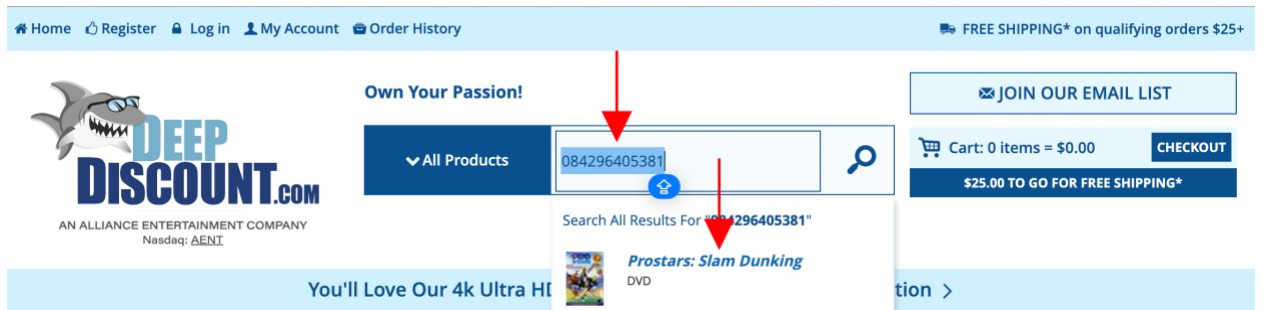 Home Register Log in My Account Order History
FREE SHIPPING* on qualifying orders $25+
DEEP
DISCOUNT.COM
AN ALLIANCE ENTERTAINMENT COMPANY
Nasdaq: AENT
Own Your Passion!
All Products
084296405381
Search All Results For "084296405381"
Prostars: Slam Dunking
DVD
JOIN OUR EMAIL LIST
Cart: 0 items = $0.00 CHECKOUT
$25.00 TO GO FOR FREE SHIPPING*
You'll Love Our 4k Ultra HD
tion >